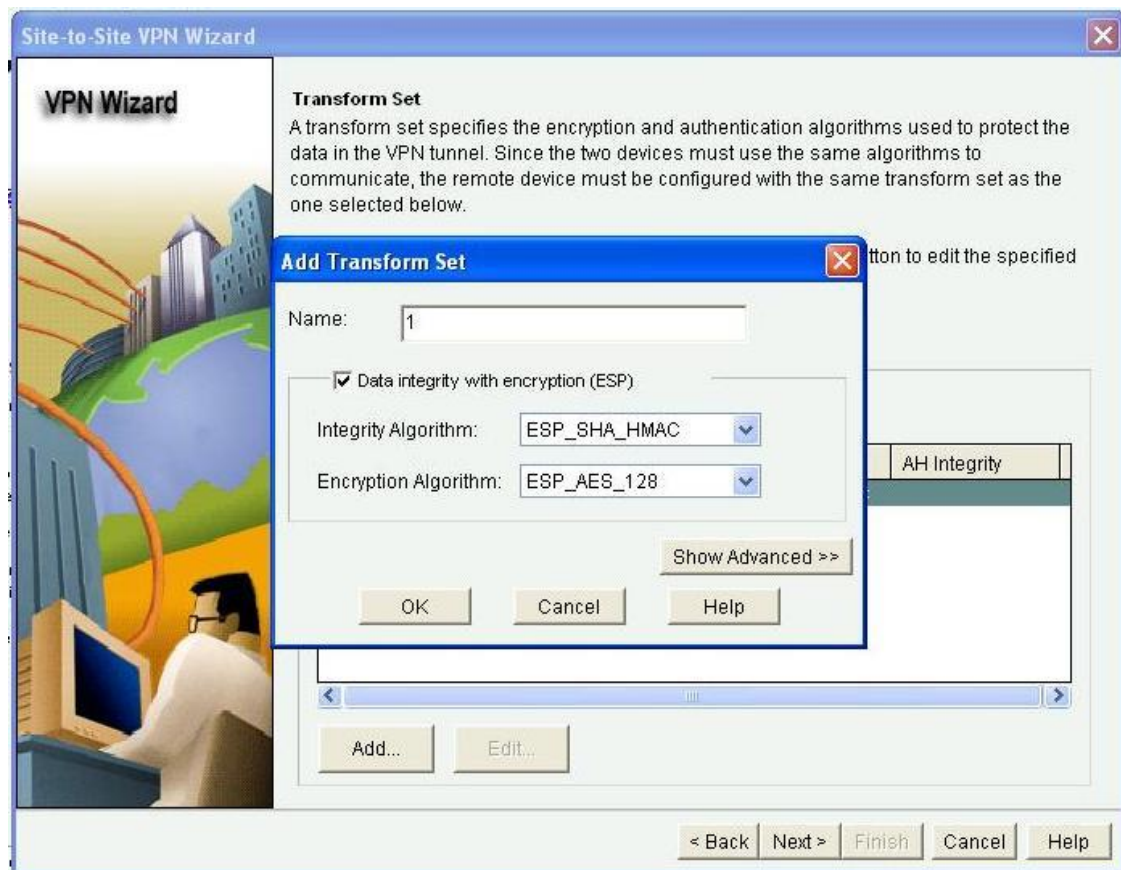 Site-to-Site VPN Wizard
VPN Wizard
Transform Set
A transform set specifies the encryption and authentication algorithms used to protect the
data in the VPN tunnel. Since the two devices must use the same algorithms to
communicate, the remote device must be configured with the same transform set as the
one selected below.
to edit the specified
Add Transform Set
Name:
1
Data integrity with encryption (ESP)
Integrity Algorithm:
ESP_SHA_HMAC
Encryption Algorithm:
ESP_AES_128
Show Advanced >>
OK
Cancel
Help
AH Integrity
Add...
Edit...
< Back
Next >
Finish
Cancel
Help